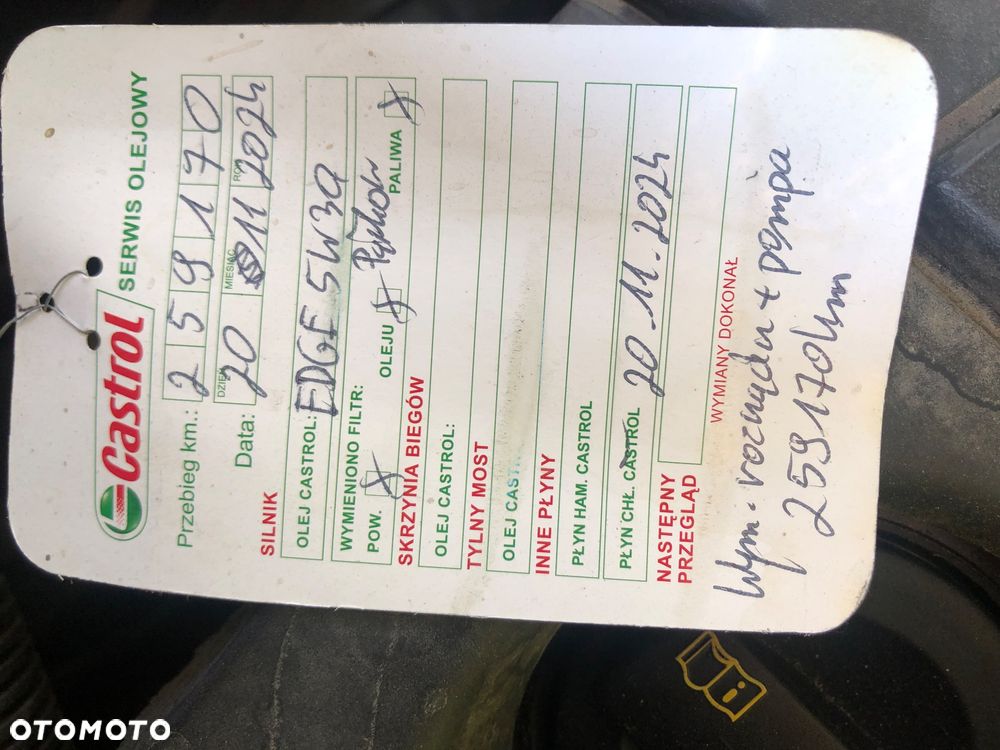 Castrol
SERWIS OLEJOWY
Przebieg km.: 259170
DZIEŃ MIESIĄC ROK
Data: 20 11 2024
SILNIK
OLEJ CASTROL: EDGE 5W30
WYMIENIONO FILTR:
POW. X OLEJU X PALIWA X
SKRZYNIA BIEGÓW
OLEJ CASTROL:
TYLNY MOST
OLEJ CAST.
INNE PŁYNY
PŁYN HAM. CASTROL
PŁYN CHŁ. CASTROL 20.11.2024
NASTĘPNY
PRZEGLĄD
WYMIANY DOKONAŁ
Wym. rozrządu + pompa
259170km
OTOMOTO